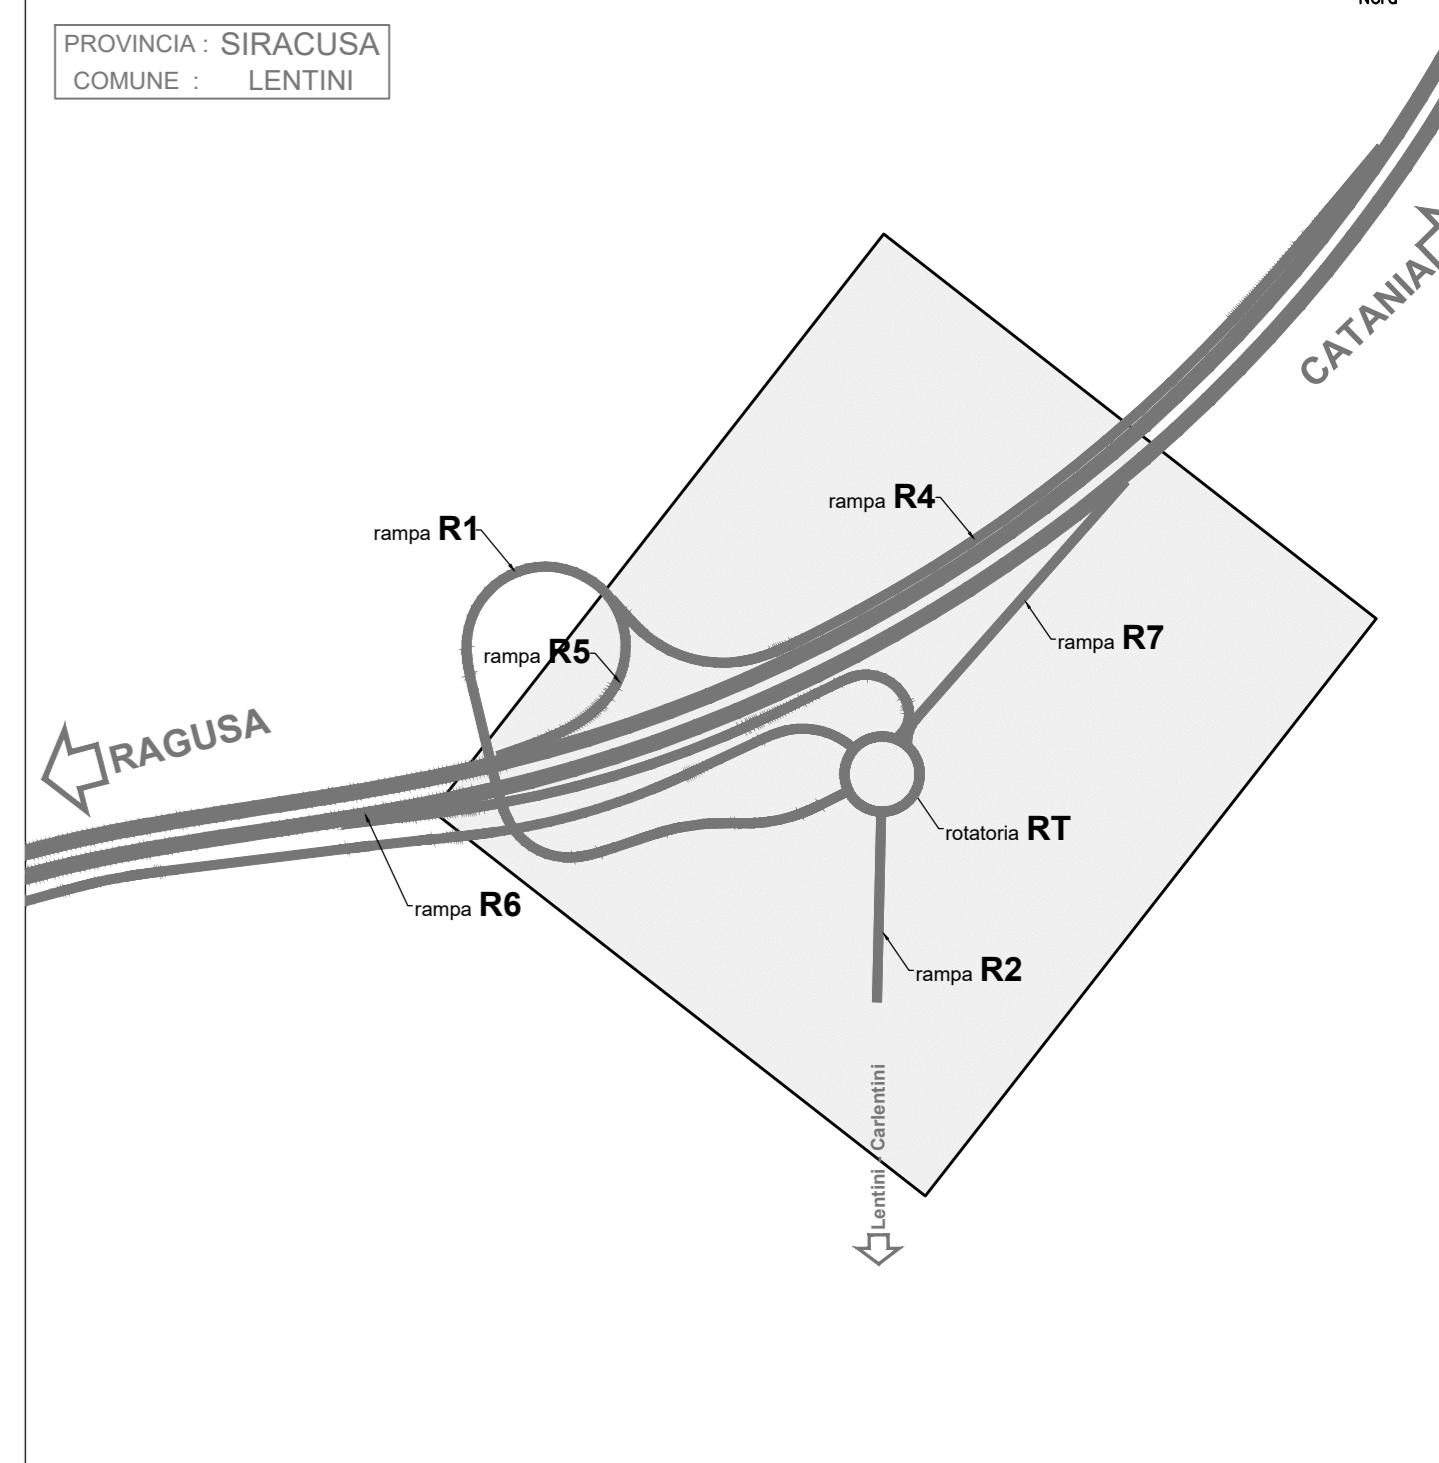 Nord
PROVINCIA : SIRACUSA
COMUNE : LENTINI
CATANIA
rampa R4
rampa R1
rampa R5
rampa R7
RAGUSA
rotatoria RT
rampa R6
rampa R2
Lentini - Carlentini